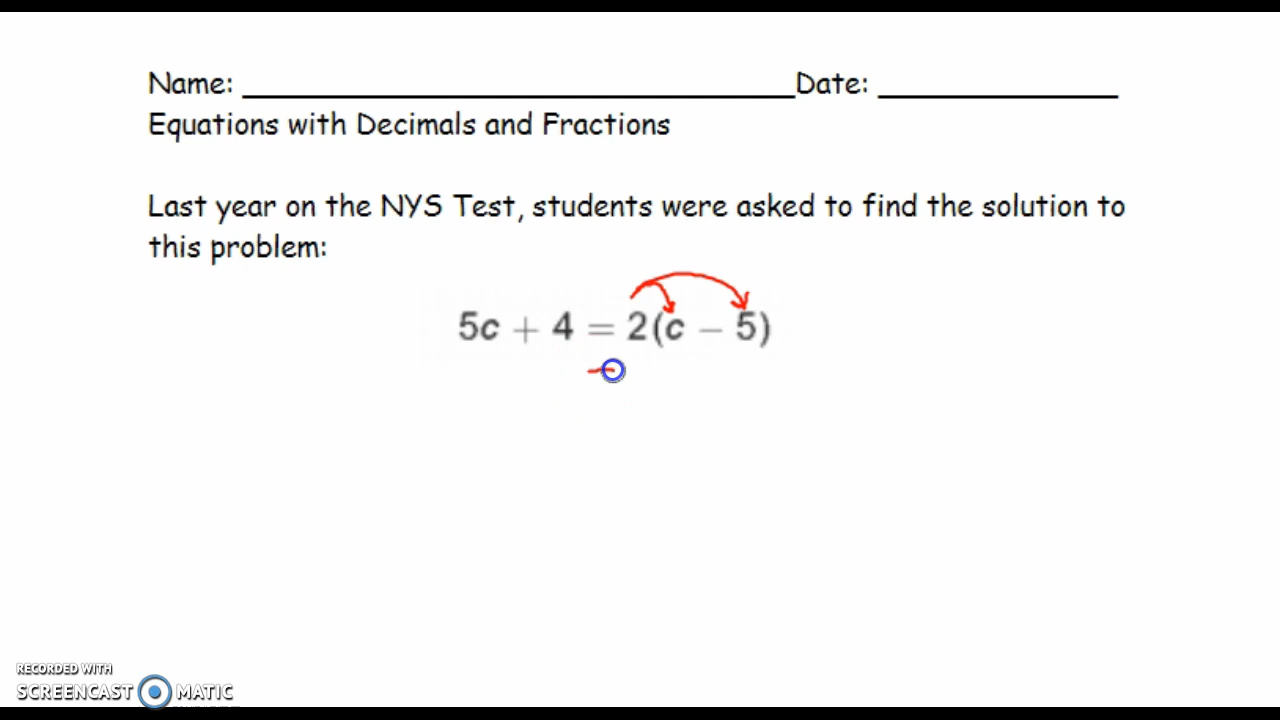 Name: ______________________________Date: _____________
Equations with Decimals and Fractions
Last year on the NYS Test, students were asked to find the solution to
this problem:
5c + 4 = 2(c − 5)
RECORDED WITH
SCREENCAST MATIC